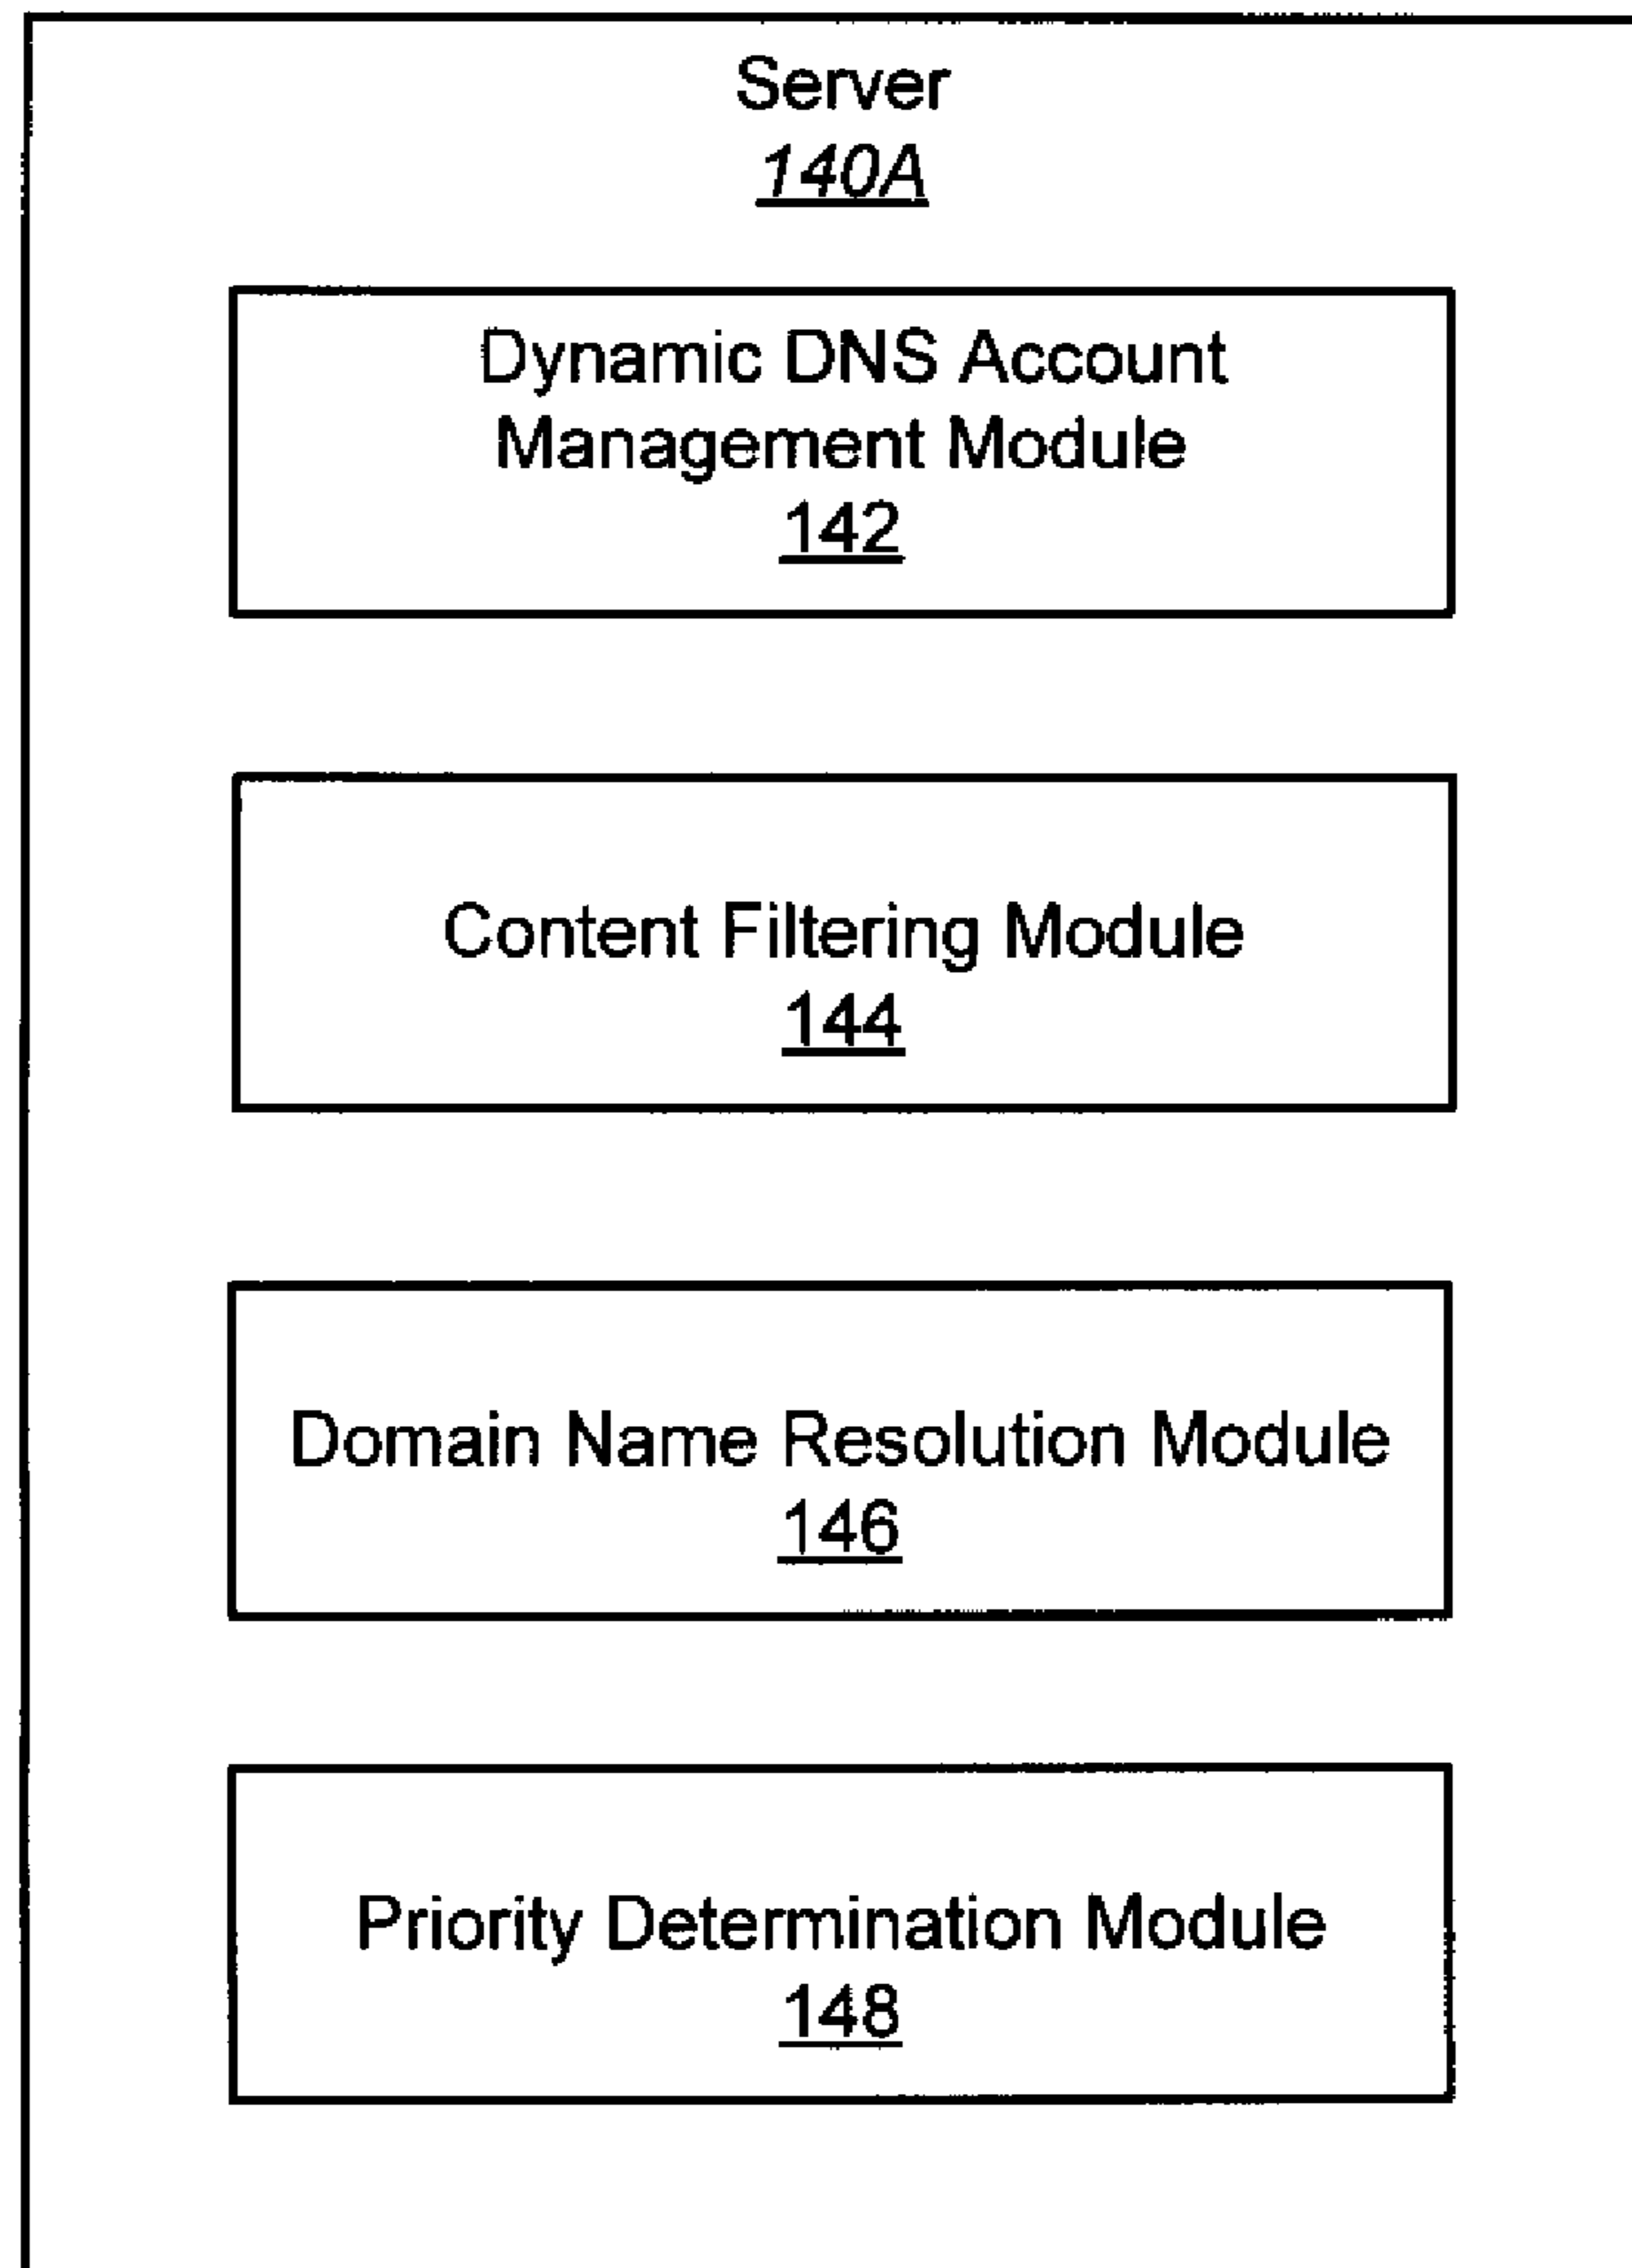 Server
140A
Dynamic DNS Account
Management Module
142
Content Filtering Module
144
Domain Name Resolution Module
146
Priority Determination Module
148